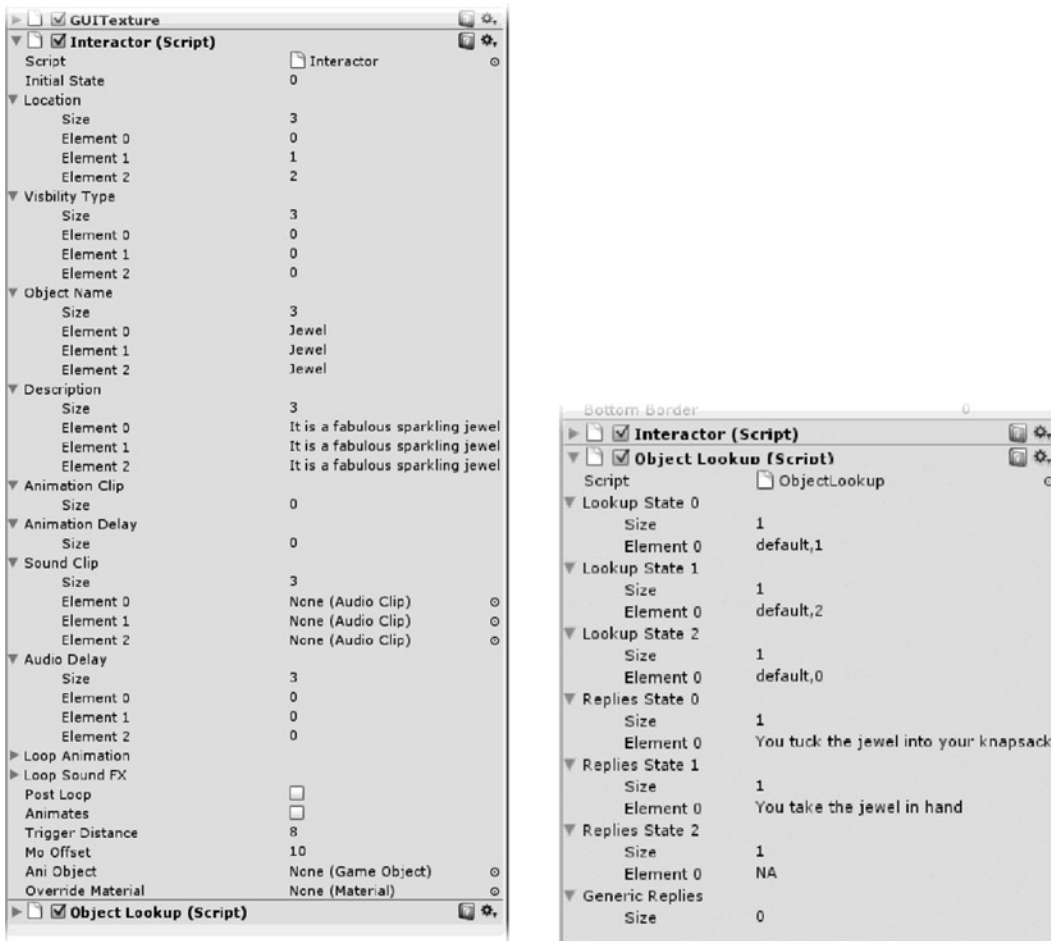 GUITexture
Interactor (Script)
Script Interactor
Initial State 0
Location
Size 3
Element 0 0
Element 1 1
Element 2 2
Visbility Type
Size 3
Element 0 0
Element 1 0
Element 2 0
Object Name
Size 3
Element 0 Jewel
Element 1 Jewel
Element 2 Jewel
Description
Size 3
Element 0 It is a fabulous sparkling jewel
Element 1 It is a fabulous sparkling jewel
Element 2 It is a fabulous sparkling jewel
Animation Clip
Size 0
Animation Delay
Size 0
Sound Clip
Size 3
Element 0 None (Audio Clip)
Element 1 None (Audio Clip)
Element 2 None (Audio Clip)
Audio Delay
Size 3
Element 0 0
Element 1 0
Element 2 0
Loop Animation
Loop Sound FX
Post Loop
Animates
Trigger Distance 8
Mo Offset 10
Ani Object None (Game Object)
Override Material None (Material)
Object Lookup (Script)
Bottom Border 0
Interactor (Script)
Object Lookup (Script)
Script ObjectLookup
Lookup State 0
Size 1
Element 0 default,1
Lookup State 1
Size 1
Element 0 default,2
Lookup State 2
Size 1
Element 0 default,0
Replies State 0
Size 1
Element 0 You tuck the jewel into your knapsack
Replies State 1
Size 1
Element 0 You take the jewel in hand
Replies State 2
Size 1
Element 0 NA
Generic Replies
Size 0